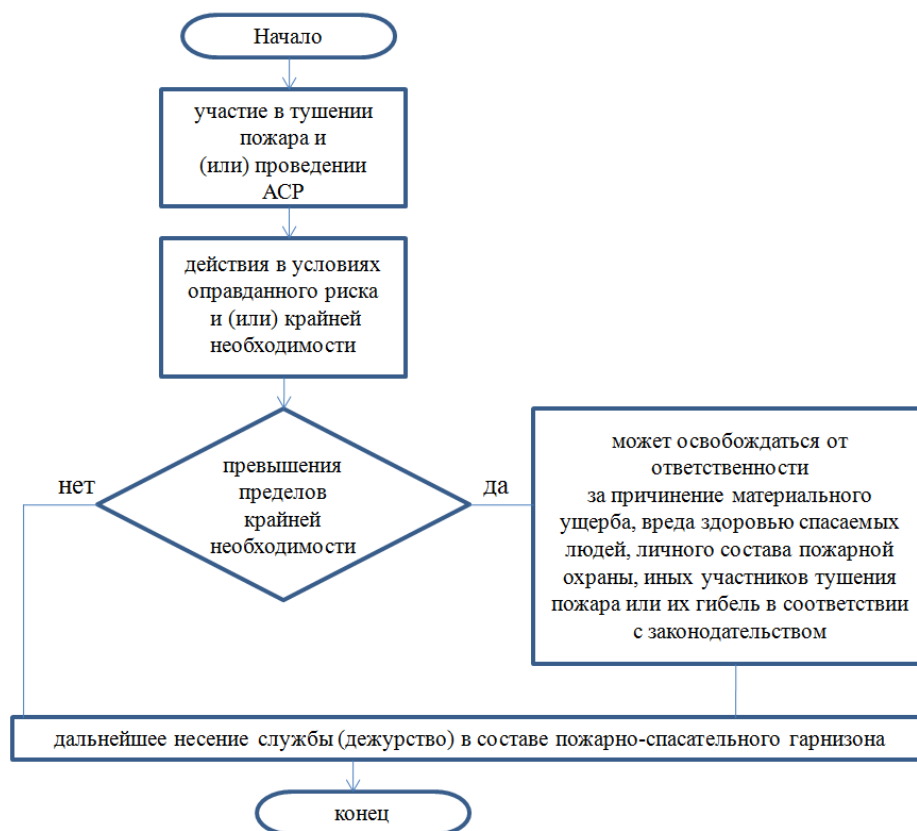 Начало
участие в тушении
пожара и
(или) проведении
АСР
действия в условиях
оправданного риска
и (или) крайней
необходимости
превышения
пределов
крайней
необходимости
нет
да
может освобождаться от
ответственности
за причинение материального
ущерба, вреда здоровью спасаемых
людей, личного состава пожарной
охраны, иных участников тушения
пожара или их гибель в соответствии
с законодательством
дальнейшее несение службы (дежурство) в составе пожарно-спасательного гарнизона
конец